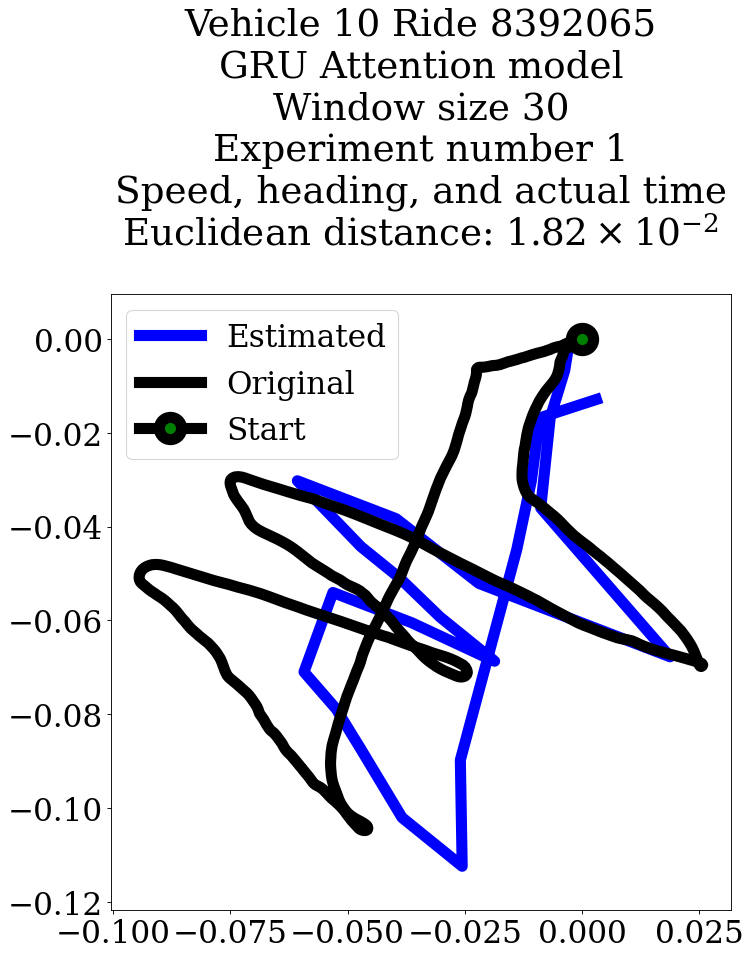 Vehicle 10 Ride 8392065
GRU Attention model
Window size 30
Experiment number 1
Speed, heading, and actual time
Euclidean distance: 1.82 × 10⁻²
Estimated
Original
Start
0.00
−0.02
−0.04
−0.06
−0.08
−0.10
−0.12
−0.100 −0.075 −0.050 −0.025 0.000 0.025